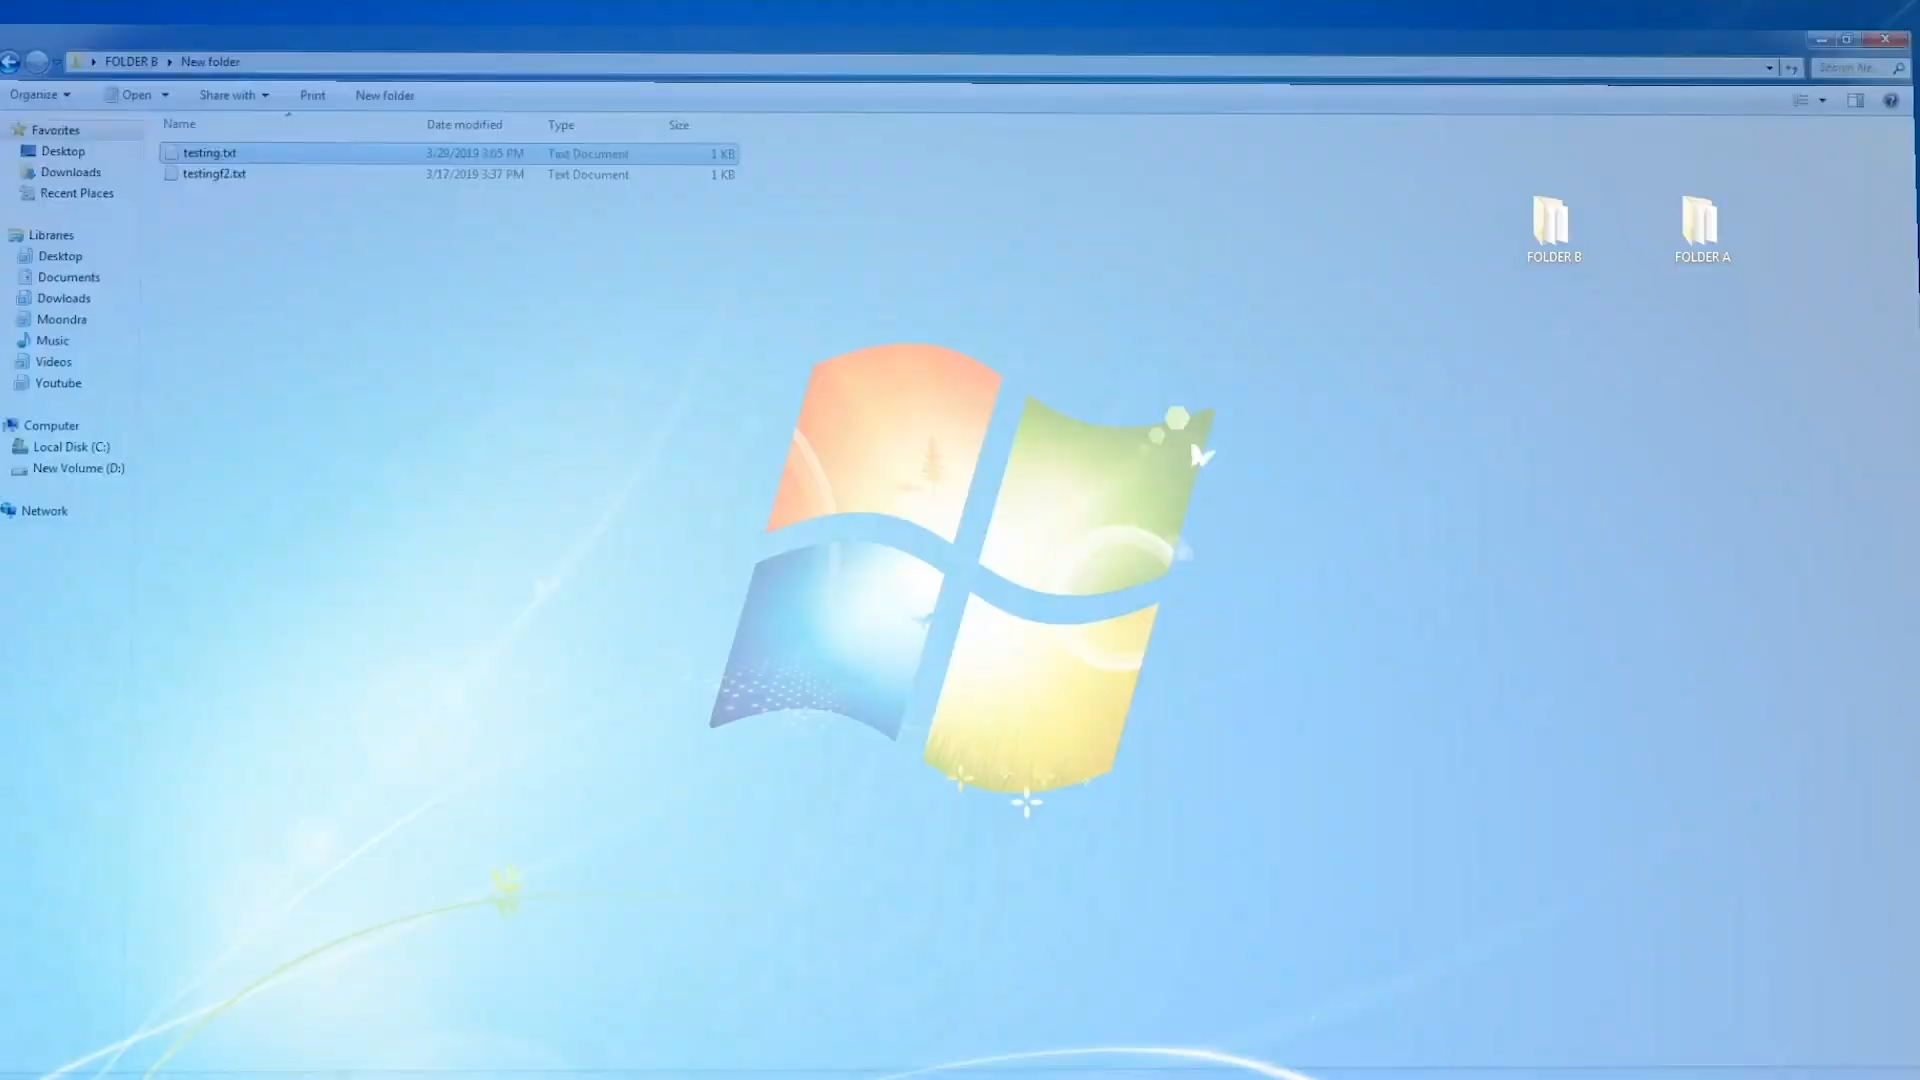 FOLDER B New folder
Organize Open Share with Print New folder
Name Date modified Type Size
testing.txt 3/29/2019 3:05 PM Text Document 1 KB
testingf2.txt 3/17/2019 3:37 PM Text Document 1 KB
Favorites
Desktop
Downloads
Recent Places
Libraries
Desktop
Documents
Dowloads
Moondra
Music
Videos
Youtube
Computer
Local Disk (C:)
New Volume (D:)
Network
FOLDER B
FOLDER A